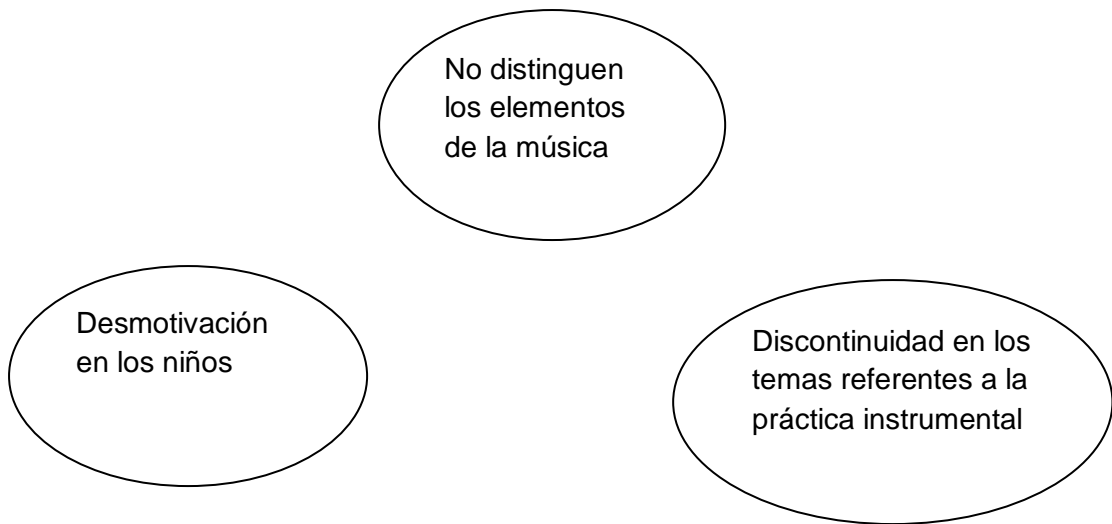 No distinguen
los elementos
de la música
Desmotivación
en los niños
Discontinuidad en los
temas referentes a la
práctica instrumental